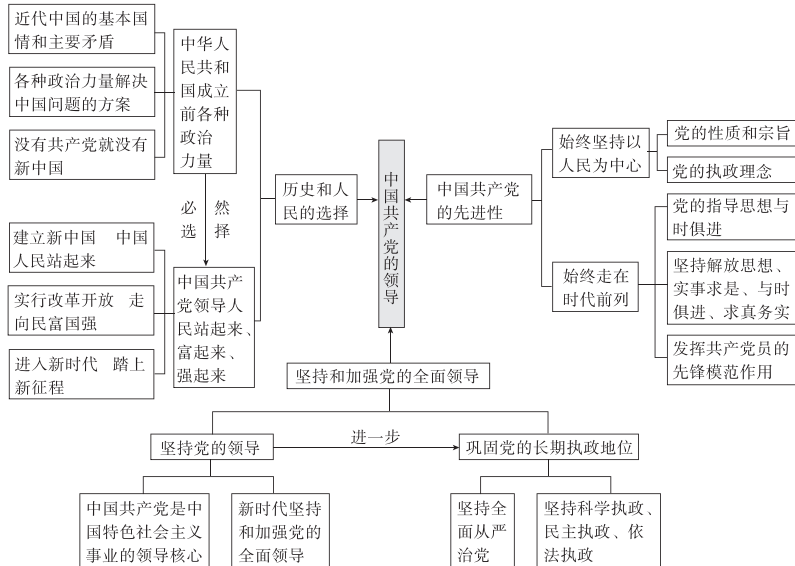 近代中国的基本国
情和主要矛盾
各种政治力量解决
中国问题的方案
没有共产党就没有
新中国
中华人
民共和
国成立
前各种
政治
力量
必然
选择
建立新中国　中国
人民站起来
实行改革开放　走
向民富国强
进入新时代　踏上
新征程
中国共产
党领导人
民站起来、
富起来、
强起来
历史和人
民的选择
中国共产党的领导
中国共产党
的先进性
始终坚持以
人民为中心
党的性质和宗旨
党的执政理念
始终走在
时代前列
党的指导思想与
时俱进
坚持解放思想、
实事求是、与时
俱进、求真务实
发挥共产党员的
先锋模范作用
坚持和加强党的全面领导
坚持党的领导
进一步
巩固党的长期执政地位
中国共产党是中
国特色社会主义
事业的领导核心
新时代坚持
和加强党的
全面领导
坚持全
面从严
治党
坚持科学执政、
民主执政、依
法执政